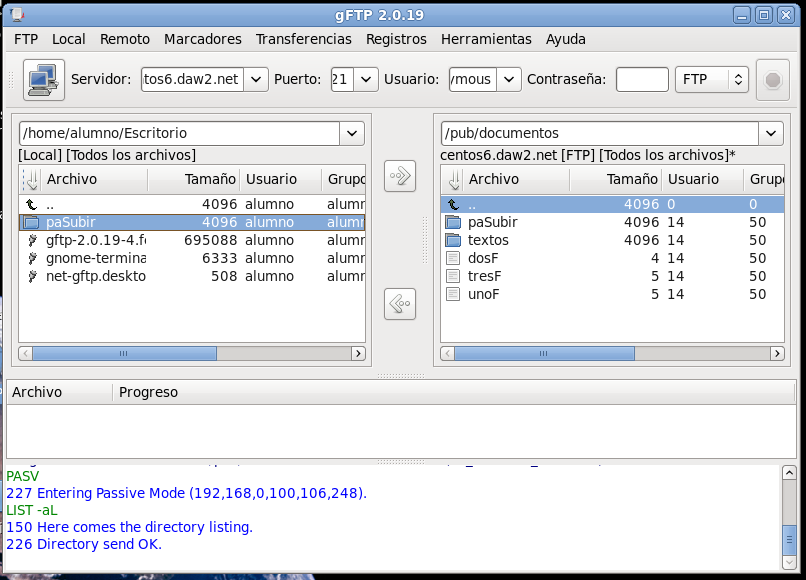 gFTP 2.0.19
FTP Local Remoto Marcadores Transferencias Registros Herramientas Ayuda
Servidor: tos6.daw2.net Puerto: 21 Usuario: ymous Contraseña: FTP
/home/alumno/Escritorio
[Local] [Todos los archivos]
Archivo Tamaño Usuario Grupo
.. 4096 alumno alumn
paSubir 4096 alumno alumn
gftp-2.0.19-4.fc 695088 alumno alumn
gnome-termina 6333 alumno alumn
net-gftp.deskto 508 alumno alumn
/pub/documentos
centos6.daw2.net [FTP] [Todos los archivos]*
Archivo Tamaño Usuario Grupo
.. 4096 0 0
paSubir 4096 14 50
textos 4096 14 50
dosF 4 14 50
tresF 5 14 50
unoF 5 14 50
Archivo Progreso
PASV
227 Entering Passive Mode (192,168,0,100,106,248).
LIST -aL
150 Here comes the directory listing.
226 Directory send OK.